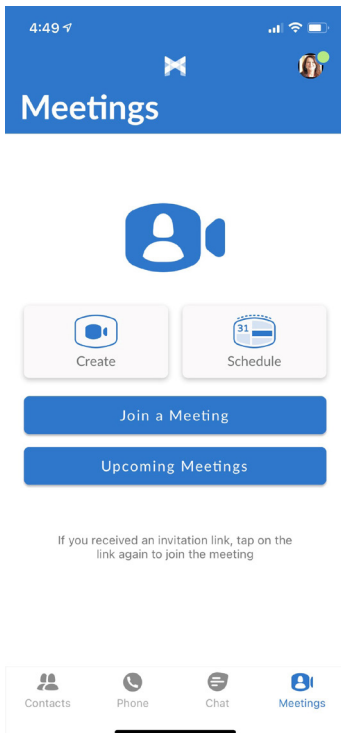 4:49
Meetings
31
Create
Schedule
Join a Meeting
Upcoming Meetings
If you received an invitation link, tap on the
link again to join the meeting
Contacts
Phone
Chat
Meetings